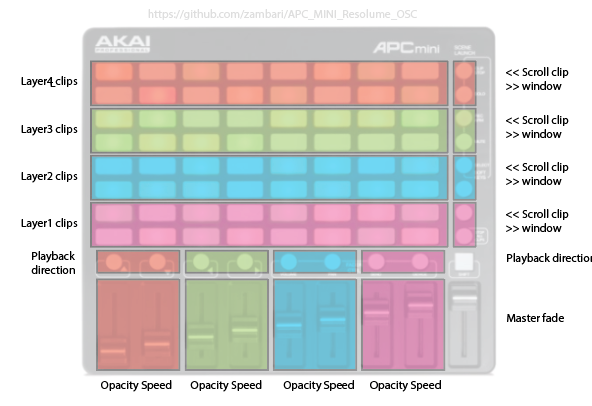 https://github.com/zambari/APC_MINI_Resolume_OSC
AKAI
PROFESSIONAL
APCmini
SCENE
LAUNCH
Layer4 clips
<< Scroll clip
>> window
Layer3 clips
<< Scroll clip
>> window
Layer2 clips
<< Scroll clip
>> window
Layer1 clips
<< Scroll clip
>> window
Playback
direction
Playback direction
Master fade
Opacity Speed
Opacity Speed
Opacity Speed
Opacity Speed